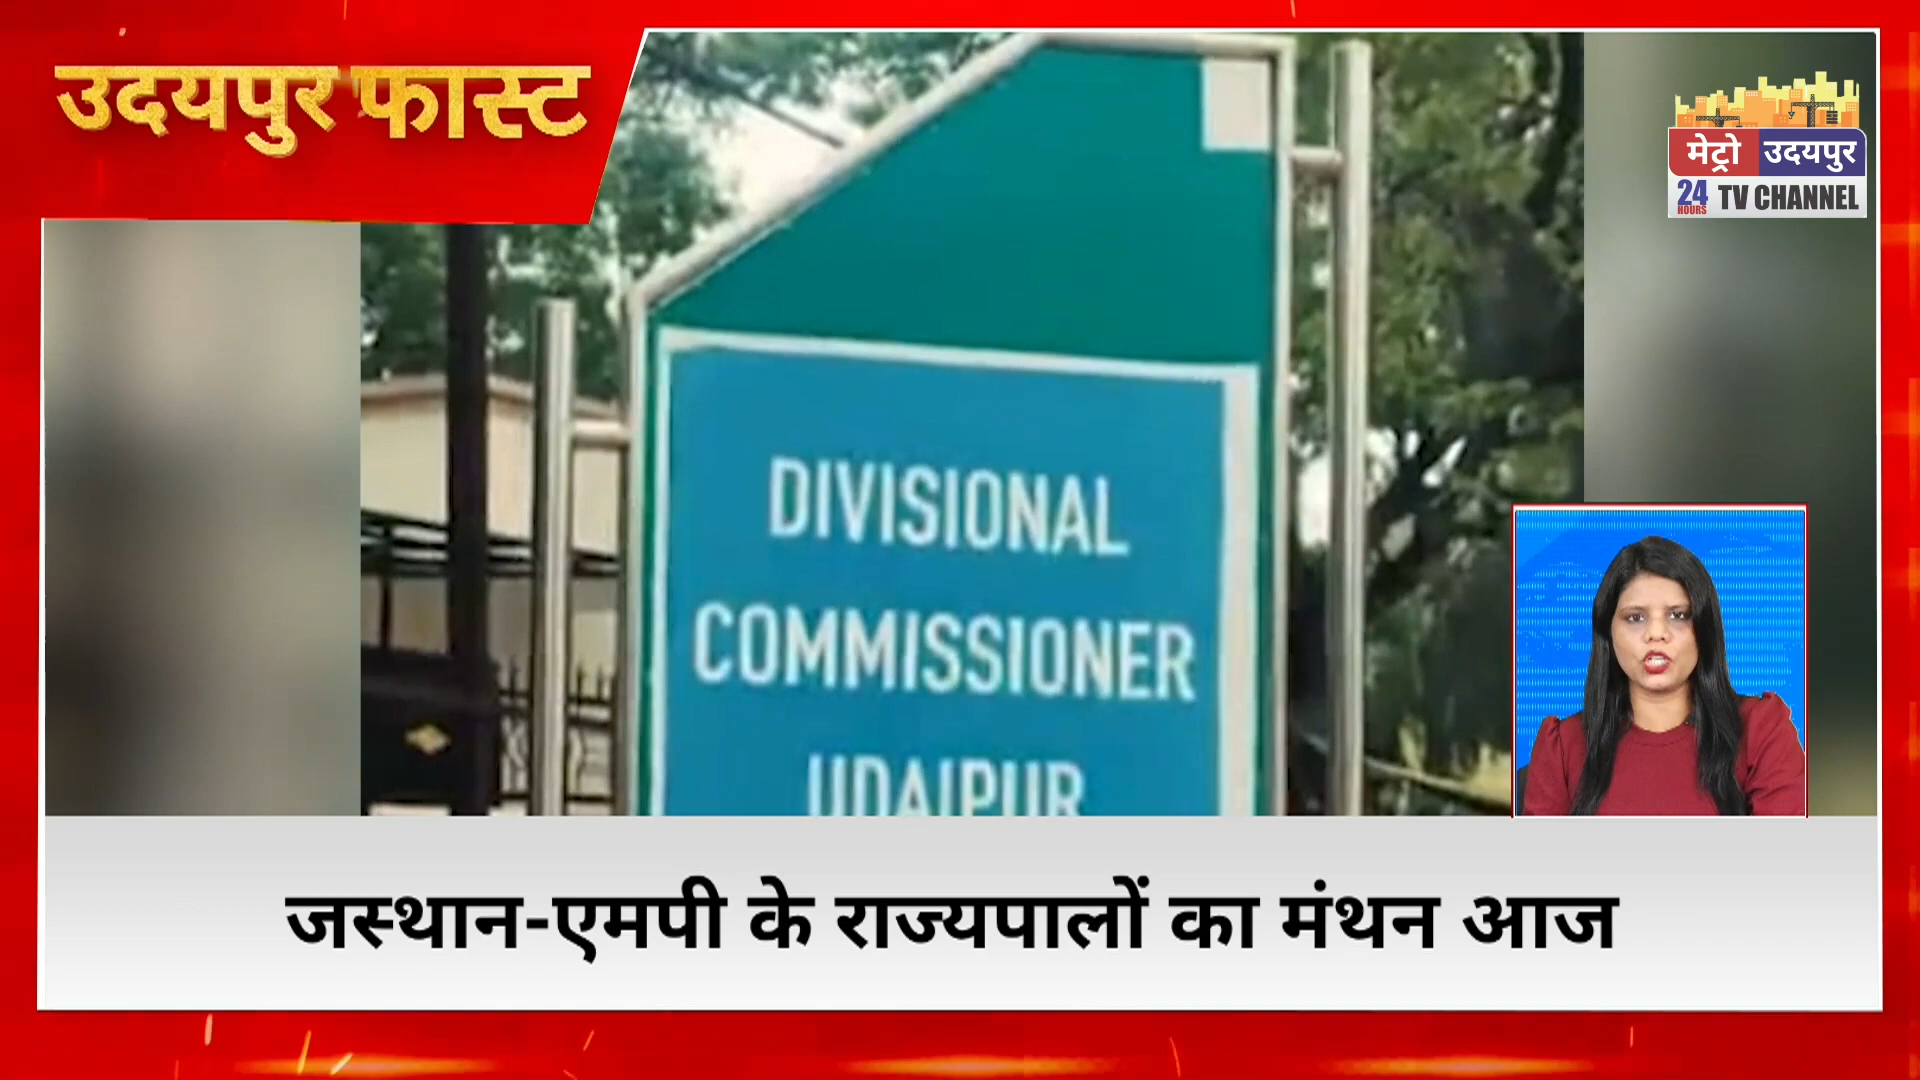 उदयपुर फास्ट
मेट्रो उदयपुर
24 HOURS TV CHANNEL
DIVISIONAL
COMMISSIONER
UDAIPUR
जस्थान-एमपी के राज्यपालों का मंथन आज